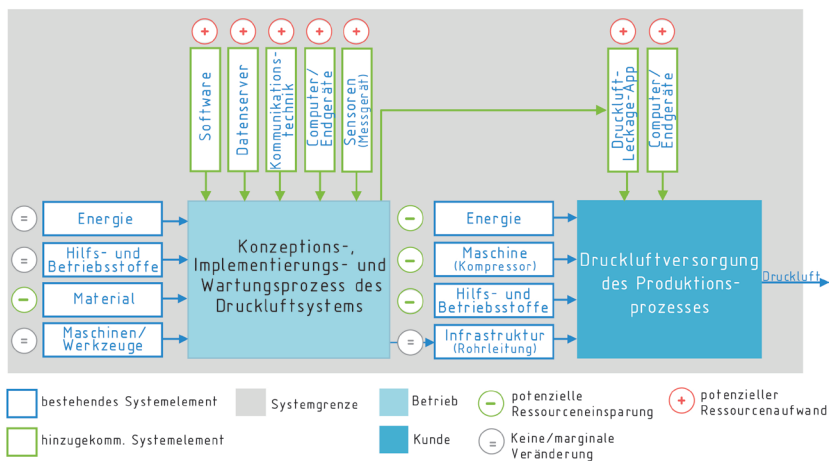 Software
Datenserver
Kommunikations-
technik
Computer/
Endgeräte
Sensoren
(Messgerät)
Druckluft-
Leckage-App
Computer/
Endgeräte
Energie
Hilfs- und
Betriebsstoffe
Material
Maschinen/
Werkzeuge
Konzeptions-,
Implementierungs- und
Wartungsprozess des
Druckluftsystems
Energie
Maschine
(Kompressor)
Hilfs- und
Betriebsstoffe
Infrastruktur
(Rohrleitung)
Druckluftversorgung
des Produktions-
prozesses
Druckluft
bestehendes Systemelement
hinzugekomm. Systemelement
Systemgrenze
Betrieb
Kunde
potenzielle
Ressourceneinsparung
Keine/marginale
Veränderung
potenzieller
Ressourcenaufwand